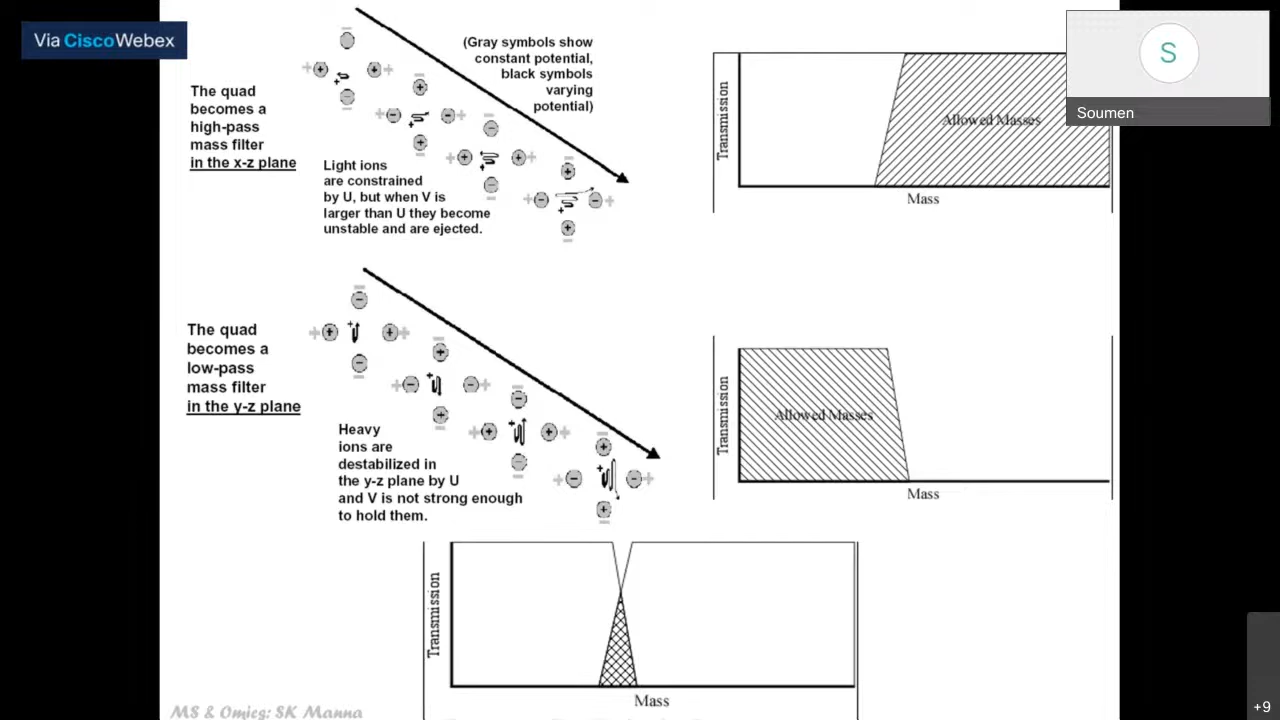 Via Cisco Webex
The quad
becomes a
high-pass
mass filter
in the x-z plane
(Gray symbols show
constant potential,
black symbols
varying
potential)
Light ions
are constrained
by U, but when V is
larger than U they become
unstable and are ejected.
Transmission
Allowed Masses
Mass
S
Soumen
The quad
becomes a
low-pass
mass filter
in the y-z plane
Heavy
ions are
destabilized in
the y-z plane by U
and V is not strong enough
to hold them.
Transmission
Allowed Masses
Mass
Transmission
Mass
MS & Omics: SK Manna
+9